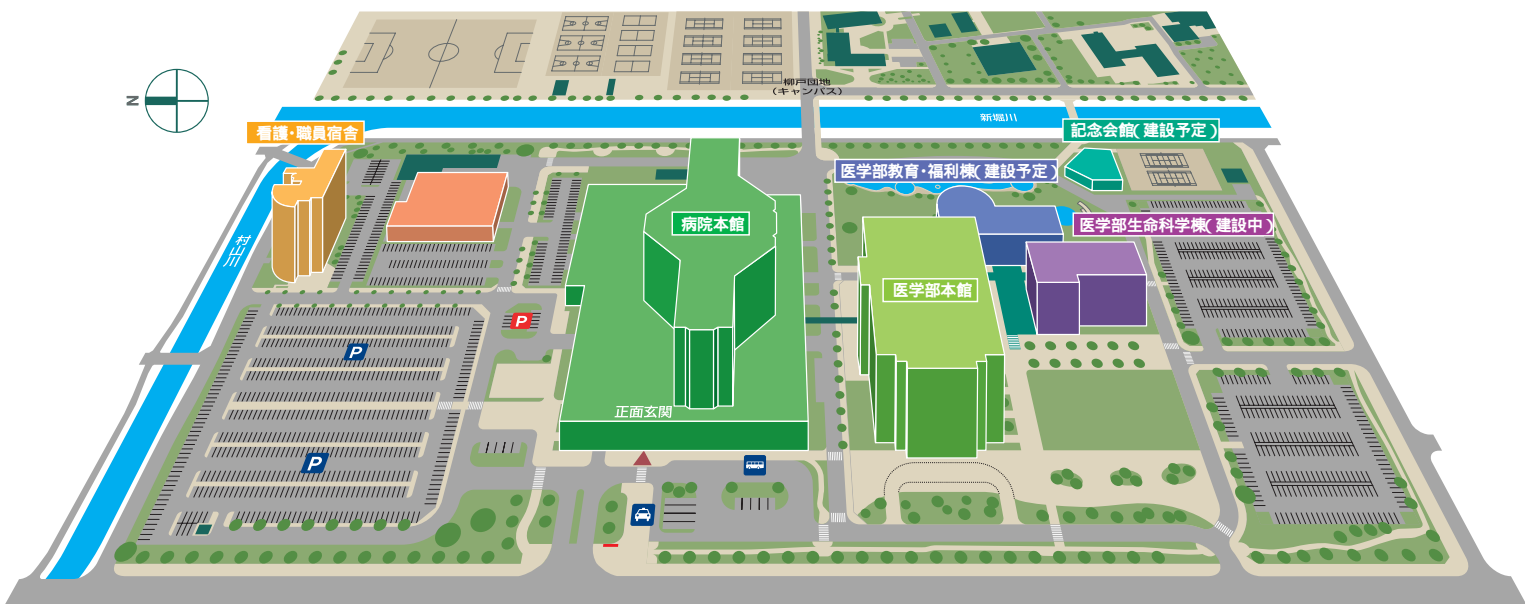 柳戸団地
(キャンパス)
N
新堀川
看護・職員宿舎
記念会館(建設予定)
医学部教育・福利棟(建設予定)
病院本館
医学部生命科学棟(建設中)
医学部本館
P
正面玄関
P